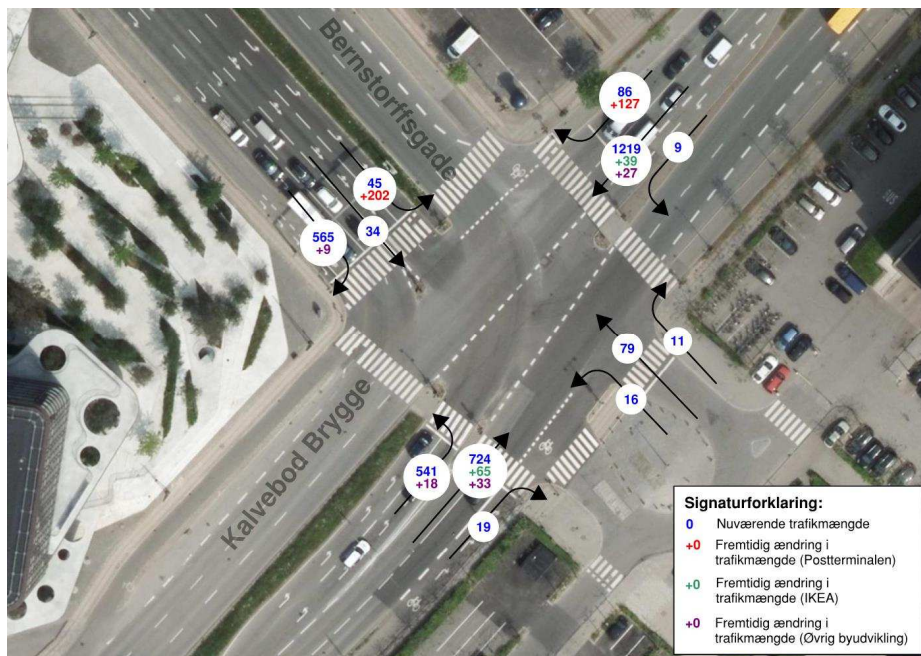 Bernstorffsgade
86
+127
1219
+39
+27
9
45
+202
34
565
+9
79
11
16
541
+18
724
+65
+33
19
Kalvebod Brygge
Signaturforklaring:
0 Nuværende trafikmængde
+0 Fremtidig ændring i
trafikmængde (Postterminalen)
+0 Fremtidig ændring i
trafikmængde (IKEA)
+0 Fremtidig ændring i
trafikmængde (Øvrig byudvikling)